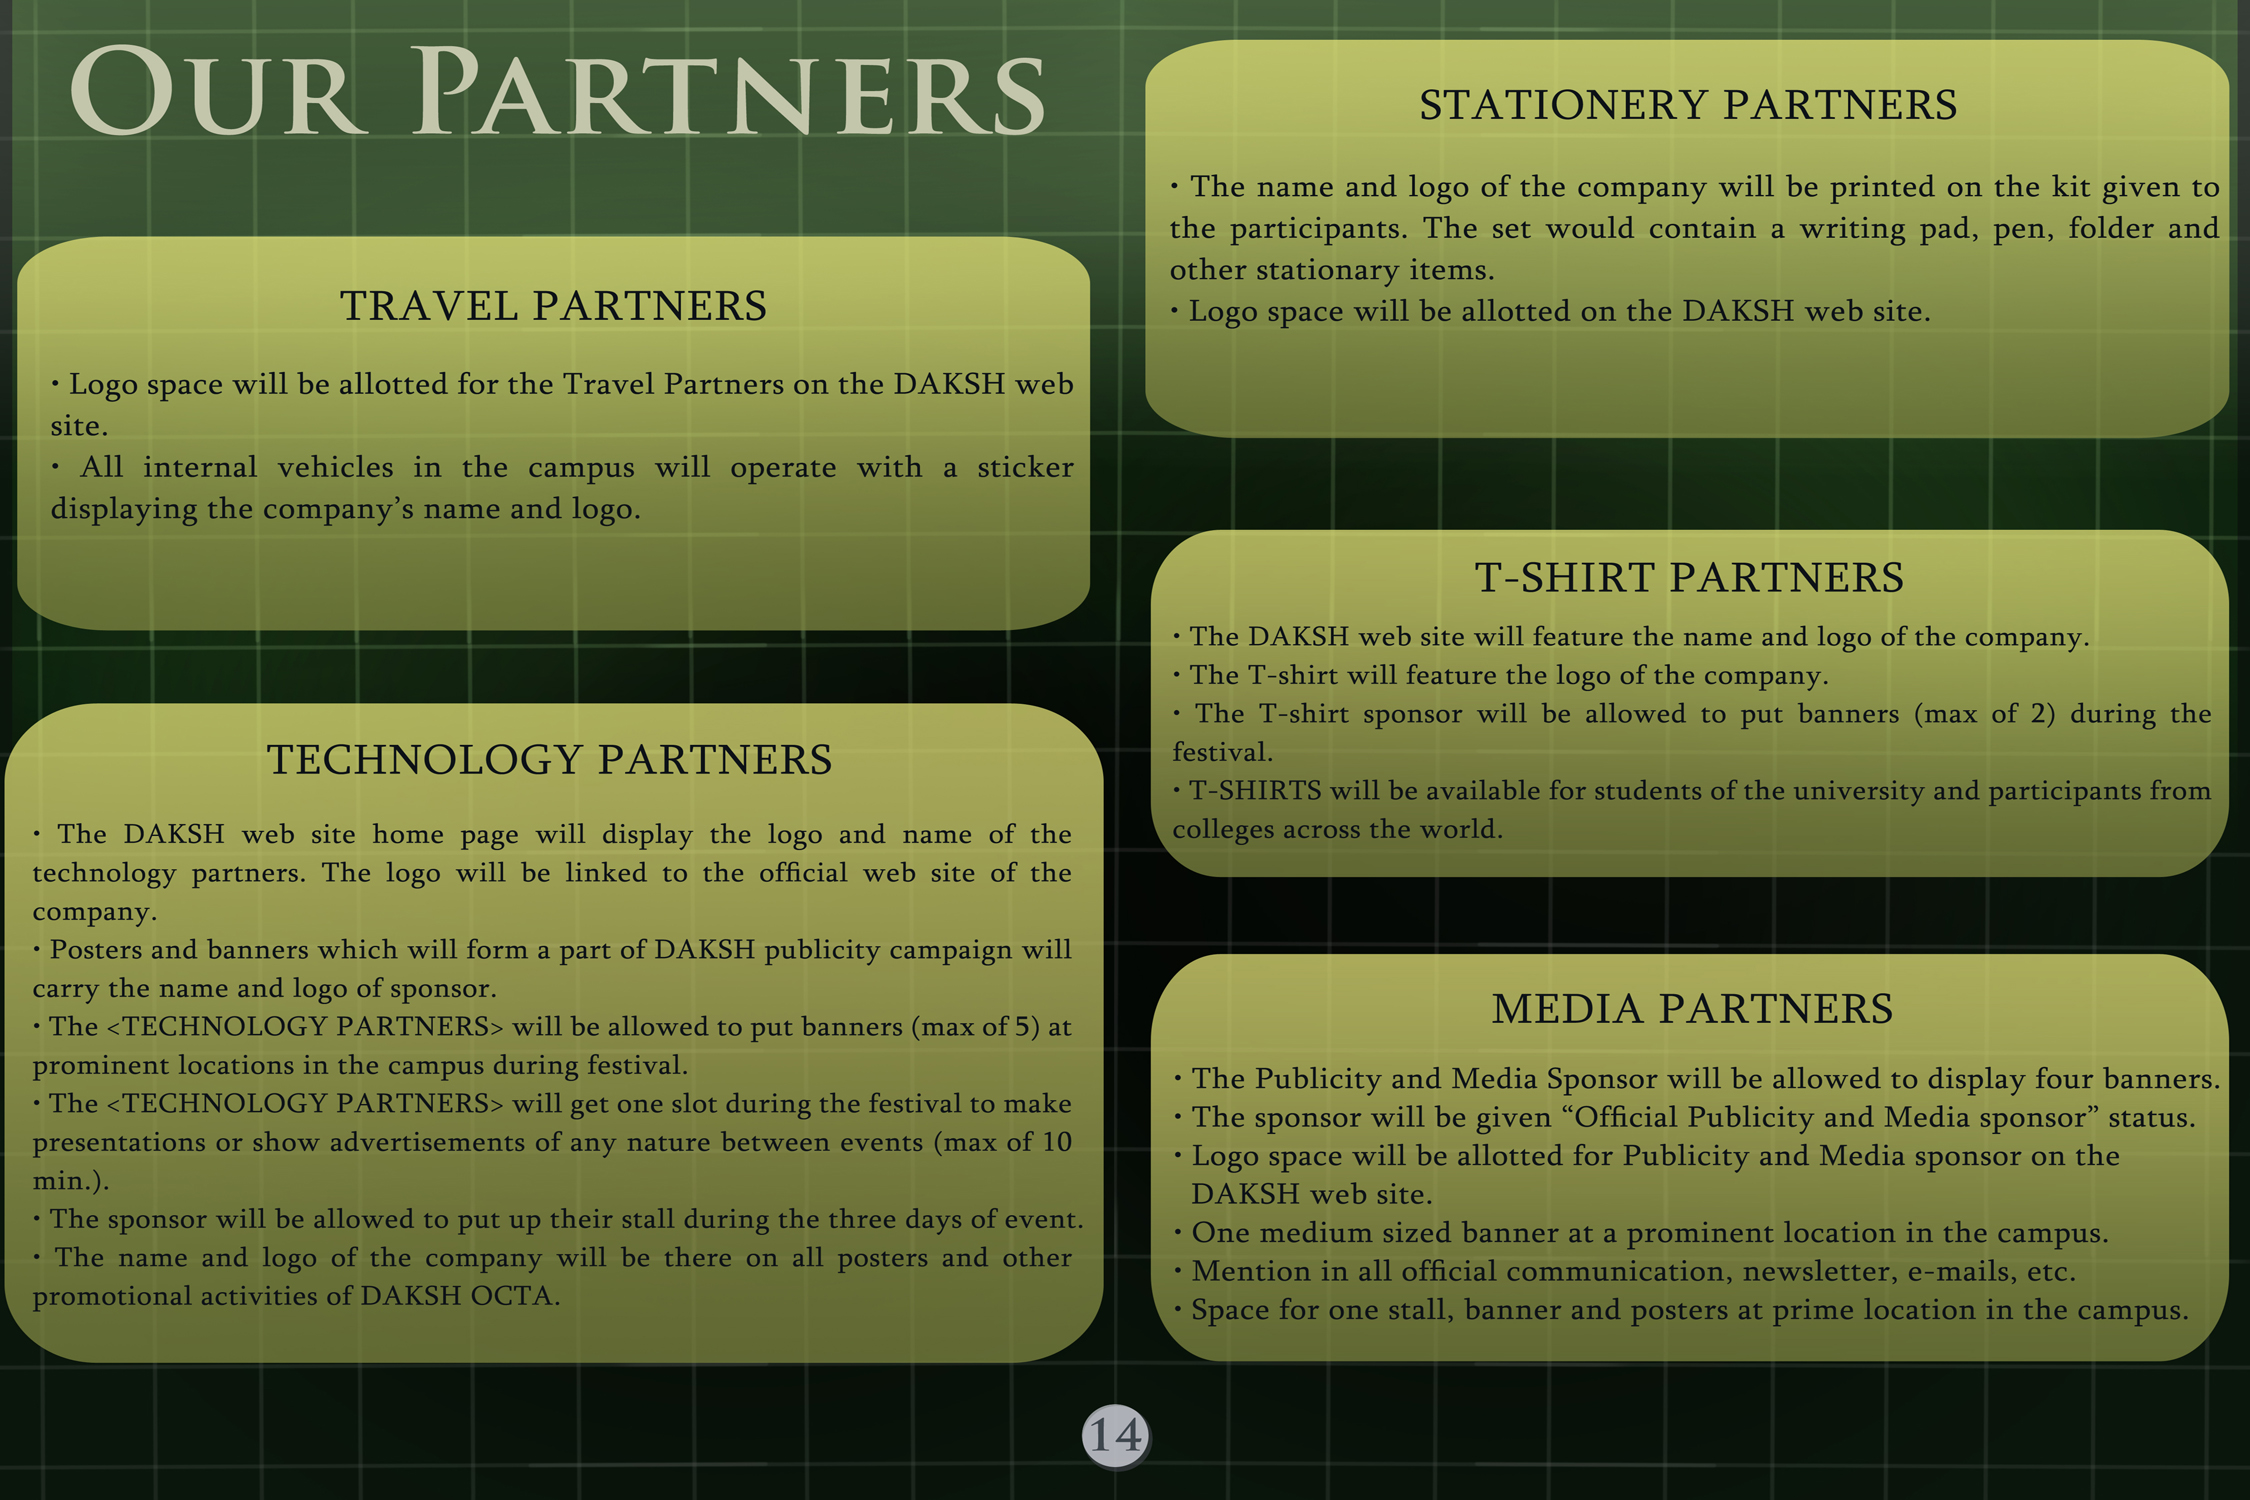 OUR PARTNERS
TRAVEL PARTNERS
• Logo space will be allotted for the Travel Partners on the DAKSH web
site.
• All internal vehicles in the campus will operate with a sticker
displaying the company’s name and logo.
TECHNOLOGY PARTNERS
• The DAKSH web site home page will display the logo and name of the
technology partners. The logo will be linked to the official web site of the
company.
• Posters and banners which will form a part of DAKSH publicity campaign will
carry the name and logo of sponsor.
• The <TECHNOLOGY PARTNERS> will be allowed to put banners (max of 5) at
prominent locations in the campus during festival.
• The <TECHNOLOGY PARTNERS> will get one slot during the festival to make
presentations or show advertisements of any nature between events (max of 10
min.).
• The sponsor will be allowed to put up their stall during the three days of event.
• The name and logo of the company will be there on all posters and other
promotional activities of DAKSH OCTA.
STATIONERY PARTNERS
• The name and logo of the company will be printed on the kit given to
the participants. The set would contain a writing pad, pen, folder and
other stationary items.
• Logo space will be allotted on the DAKSH web site.
T-SHIRT PARTNERS
• The DAKSH web site will feature the name and logo of the company.
• The T-shirt will feature the logo of the company.
• The T-shirt sponsor will be allowed to put banners (max of 2) during the
festival.
• T-SHIRTS will be available for students of the university and participants from
colleges across the world.
MEDIA PARTNERS
• The Publicity and Media Sponsor will be allowed to display four banners.
• The sponsor will be given “Official Publicity and Media sponsor” status.
• Logo space will be allotted for Publicity and Media sponsor on the
DAKSH web site.
• One medium sized banner at a prominent location in the campus.
• Mention in all official communication, newsletter, e-mails, etc.
• Space for one stall, banner and posters at prime location in the campus.
14